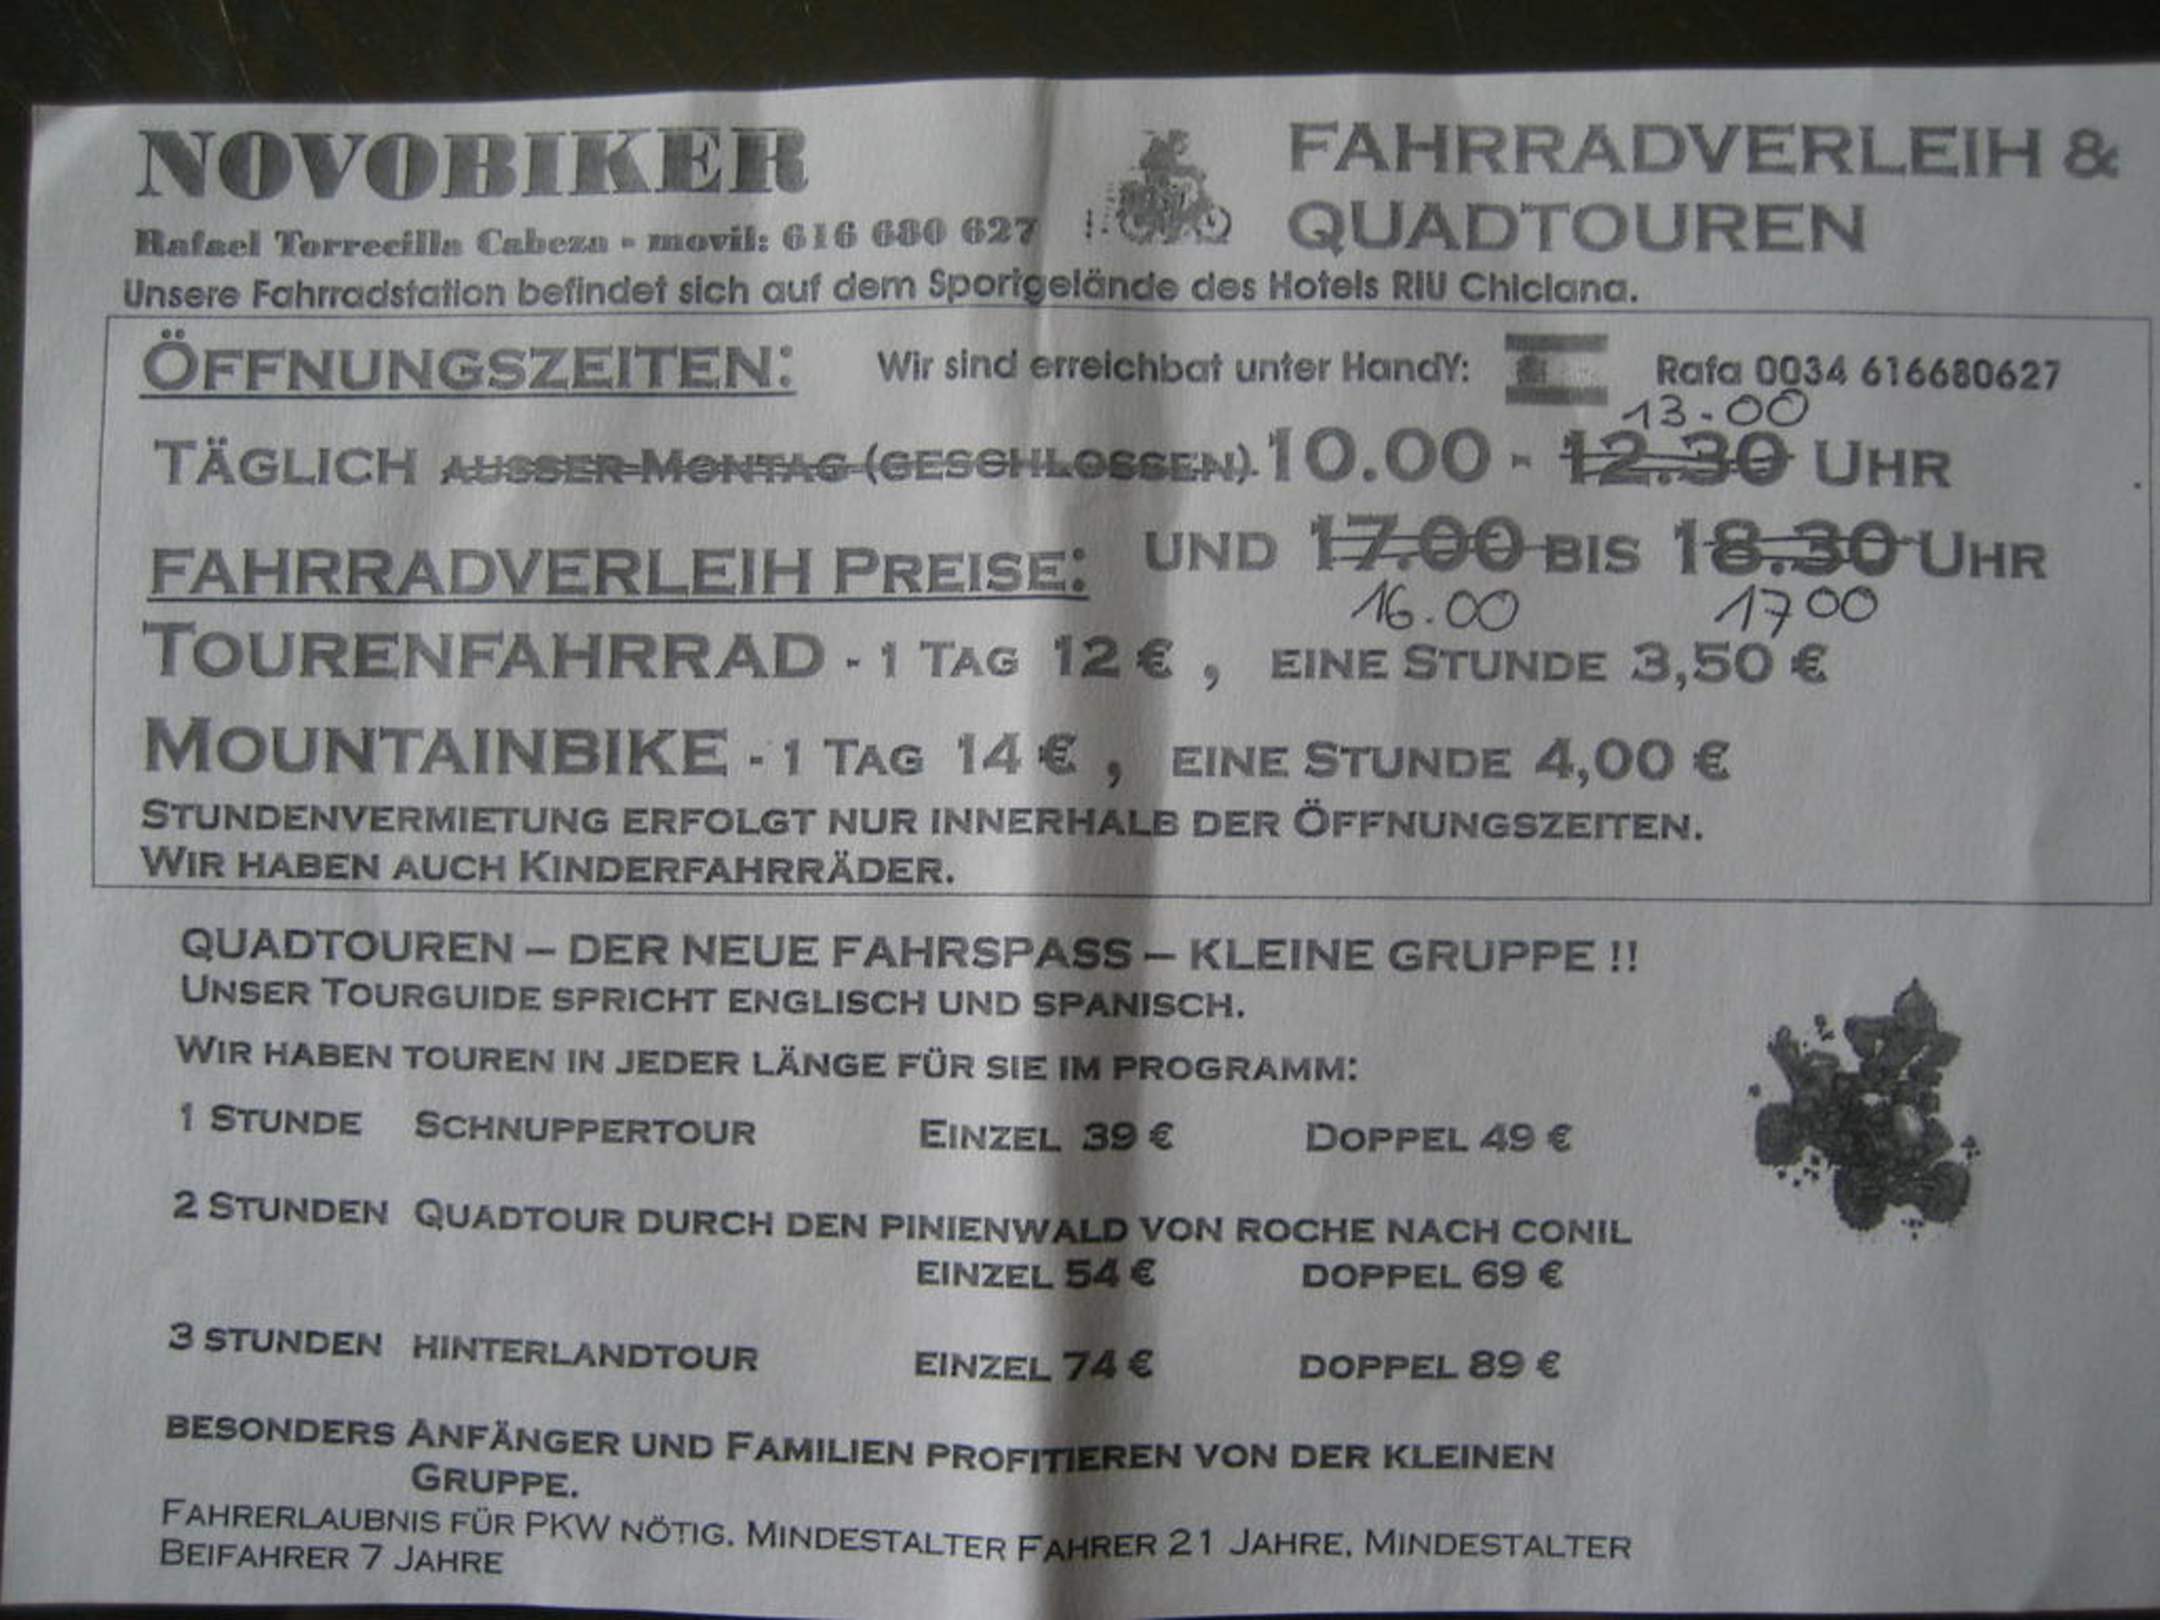 NOVOBIKER
Rafael Torrecilla Cabeza - movil: 616 680 627
FAHRRADVERLEIH &
QUADTOUREN
Unsere Fahrradstation befindet sich auf dem Sportgelände des Hotels RIU Chiclana.
ÖFFNUNGSZEITEN: Wir sind erreichbat unter HandY: Rafa 0034 616680627
13.00
TÄGLICH AUSSER MONTAG (GESCHLOSSEN) 10.00 - 12.30 UHR
UND 17.00 BIS 18.30 UHR
16.00 17 00
FAHRRADVERLEIH PREISE:
TOURENFAHRRAD - 1 TAG 12 € , EINE STUNDE 3,50 €
MOUNTAINBIKE - 1 TAG 14 € , EINE STUNDE 4,00 €
STUNDENVERMIETUNG ERFOLGT NUR INNERHALB DER ÖFFNUNGSZEITEN.
WIR HABEN AUCH KINDERFAHRRÄDER.
QUADTOUREN – DER NEUE FAHRSPASS – KLEINE GRUPPE !!
UNSER TOURGUIDE SPRICHT ENGLISCH UND SPANISCH.
WIR HABEN TOUREN IN JEDER LÄNGE FÜR SIE IM PROGRAMM:
1 STUNDE SCHNUPPERTOUR EINZEL 39 € DOPPEL 49 €
2 STUNDEN QUADTOUR DURCH DEN PINIENWALD VON ROCHE NACH CONIL
EINZEL 54 € DOPPEL 69 €
3 STUNDEN HINTERLANDTOUR EINZEL 74 € DOPPEL 89 €
BESONDERS ANFÄNGER UND FAMILIEN PROFITIEREN VON DER KLEINEN
GRUPPE.
FAHRERLAUBNIS FÜR PKW NÖTIG. MINDESTALTER FAHRER 21 JAHRE, MINDESTALTER
BEIFAHRER 7 JAHRE